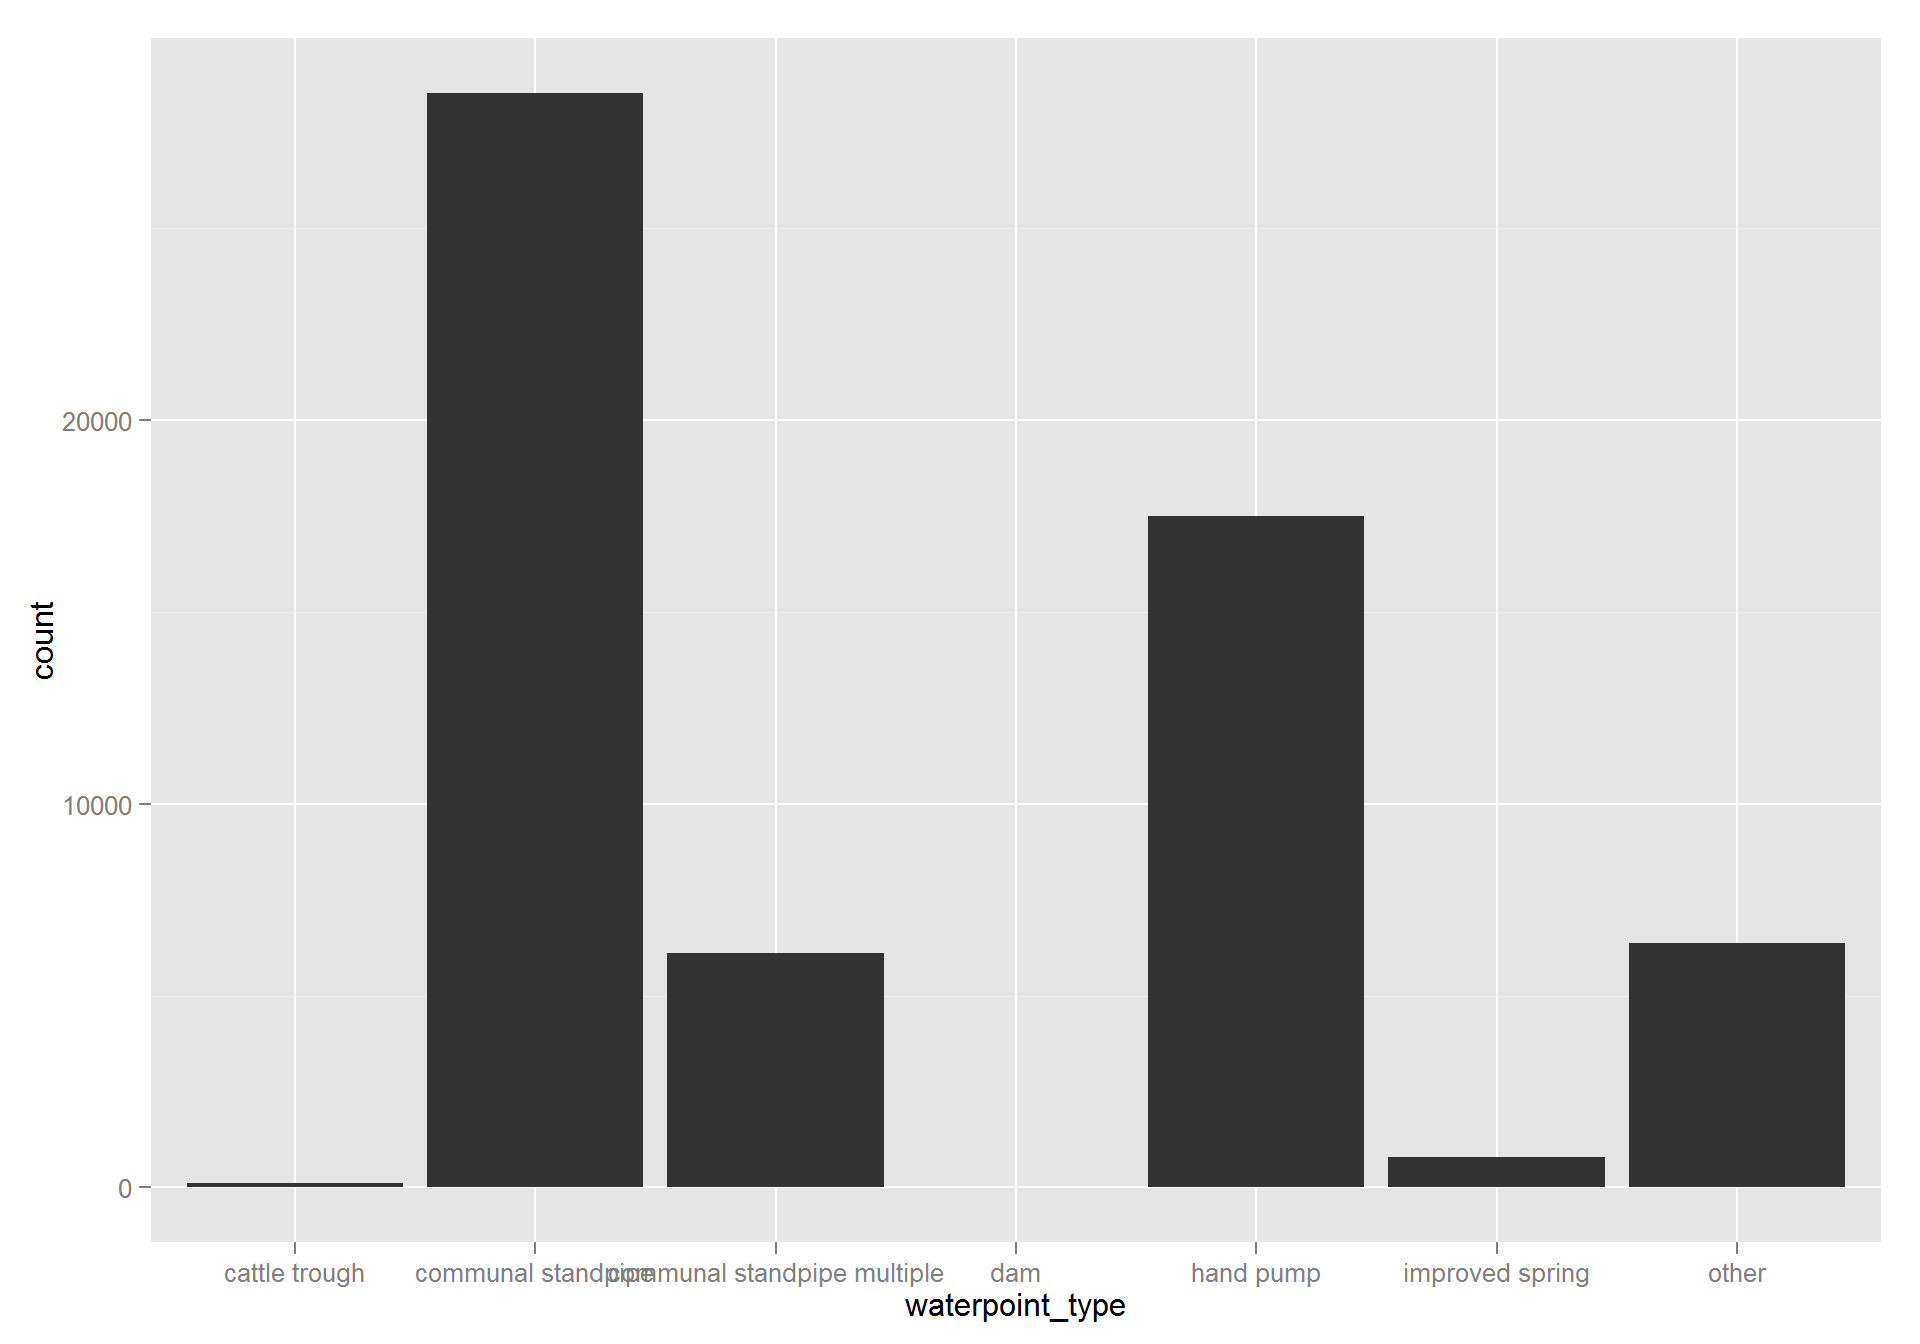 20000
10000
0
count
cattle trough communal standpipe communal standpipe multiple dam hand pump improved spring other
waterpoint_type